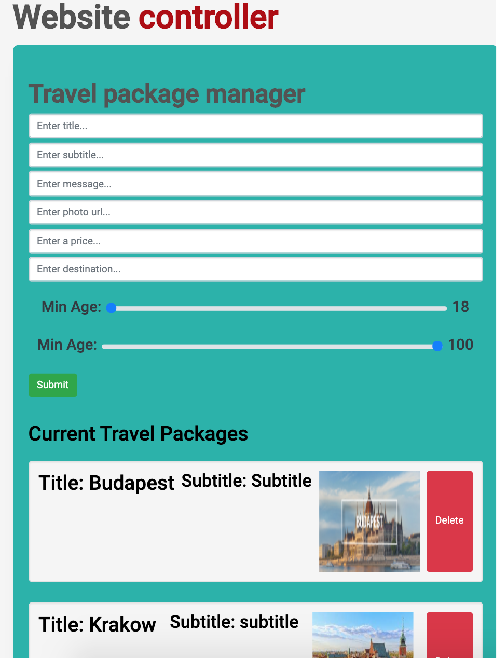 Website controller
Travel package manager
Enter title...
Enter subtitle...
Enter message...
Enter photo url...
Enter a price...
Enter destination...
Min Age: 18
Min Age: 100
Submit
Current Travel Packages
Title: Budapest Subtitle: Subtitle BUDAPEST Delete
Title: Krakow Subtitle: subtitle